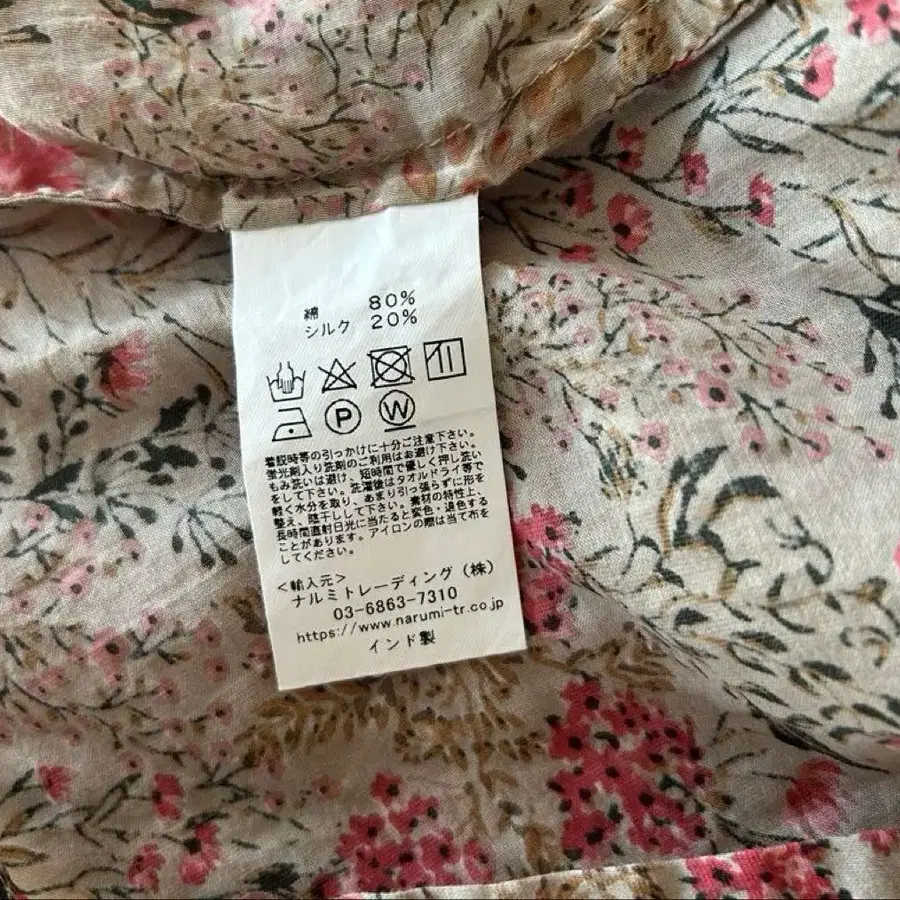 綿 80%
シルク 20%
P W
着脱時等の引っかけに十分ご注意下さい。
蛍光剤入り洗剤のご利用はお避け下さい。
もみ洗いは避け、短時間で優しく押し洗い
をして下さい。洗濯後はタオルドライ等で
軽く水分を取り、あまり引っ張らずに形を
整え、陰干しして下さい。素材の特性上、
長時間直射日光に当たると変色・退色する
ことがあります。アイロンの際は当て布を
してください。
<輸入元>
ナルミトレーディング(株)
03-6863-7310
https://www.narumi-tr.co.jp
インド製